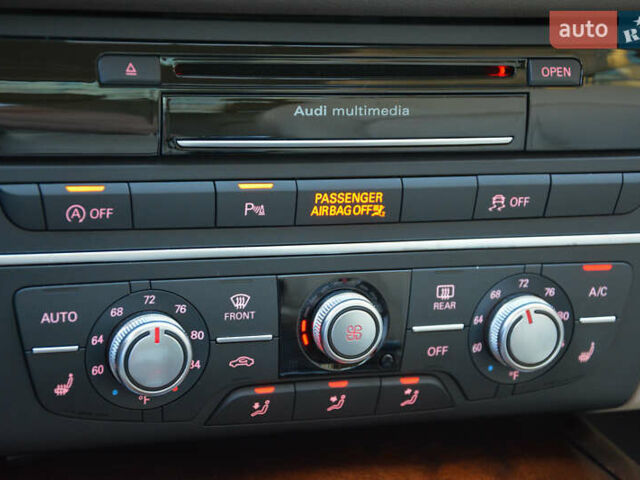 auto
OPEN
Audi multimedia
OFF
P
PASSENGER
AIRBAG OFF
OFF
AUTO
60 64 68 72 76 80 84
°F
FRONT
REAR
OFF
60 64 68 72 76 80
°F
A/C